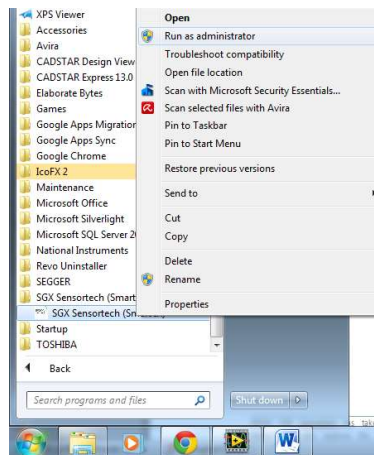 XPS Viewer
Accessories
Avira
CADSTAR Design View
CADSTAR Express 13.0
Elaborate Bytes
Games
Google Apps Migration
Google Apps Sync
Google Chrome
IcoFX 2
Maintenance
Microsoft Office
Microsoft Silverlight
Microsoft SQL Server 20
National Instruments
Revo Uninstaller
SEGGER
SGX Sensortech (Smart
SGX Sensortech
Startup
TOSHIBA
Back
Search programs and files
Shut down
Open
Run as administrator
Troubleshoot compatibility
Open file location
Scan with Microsoft Security Essentials...
Scan selected files with Avira
Pin to Taskbar
Pin to Start Menu
Restore previous versions
Send to
Cut
Copy
Delete
Rename
Properties